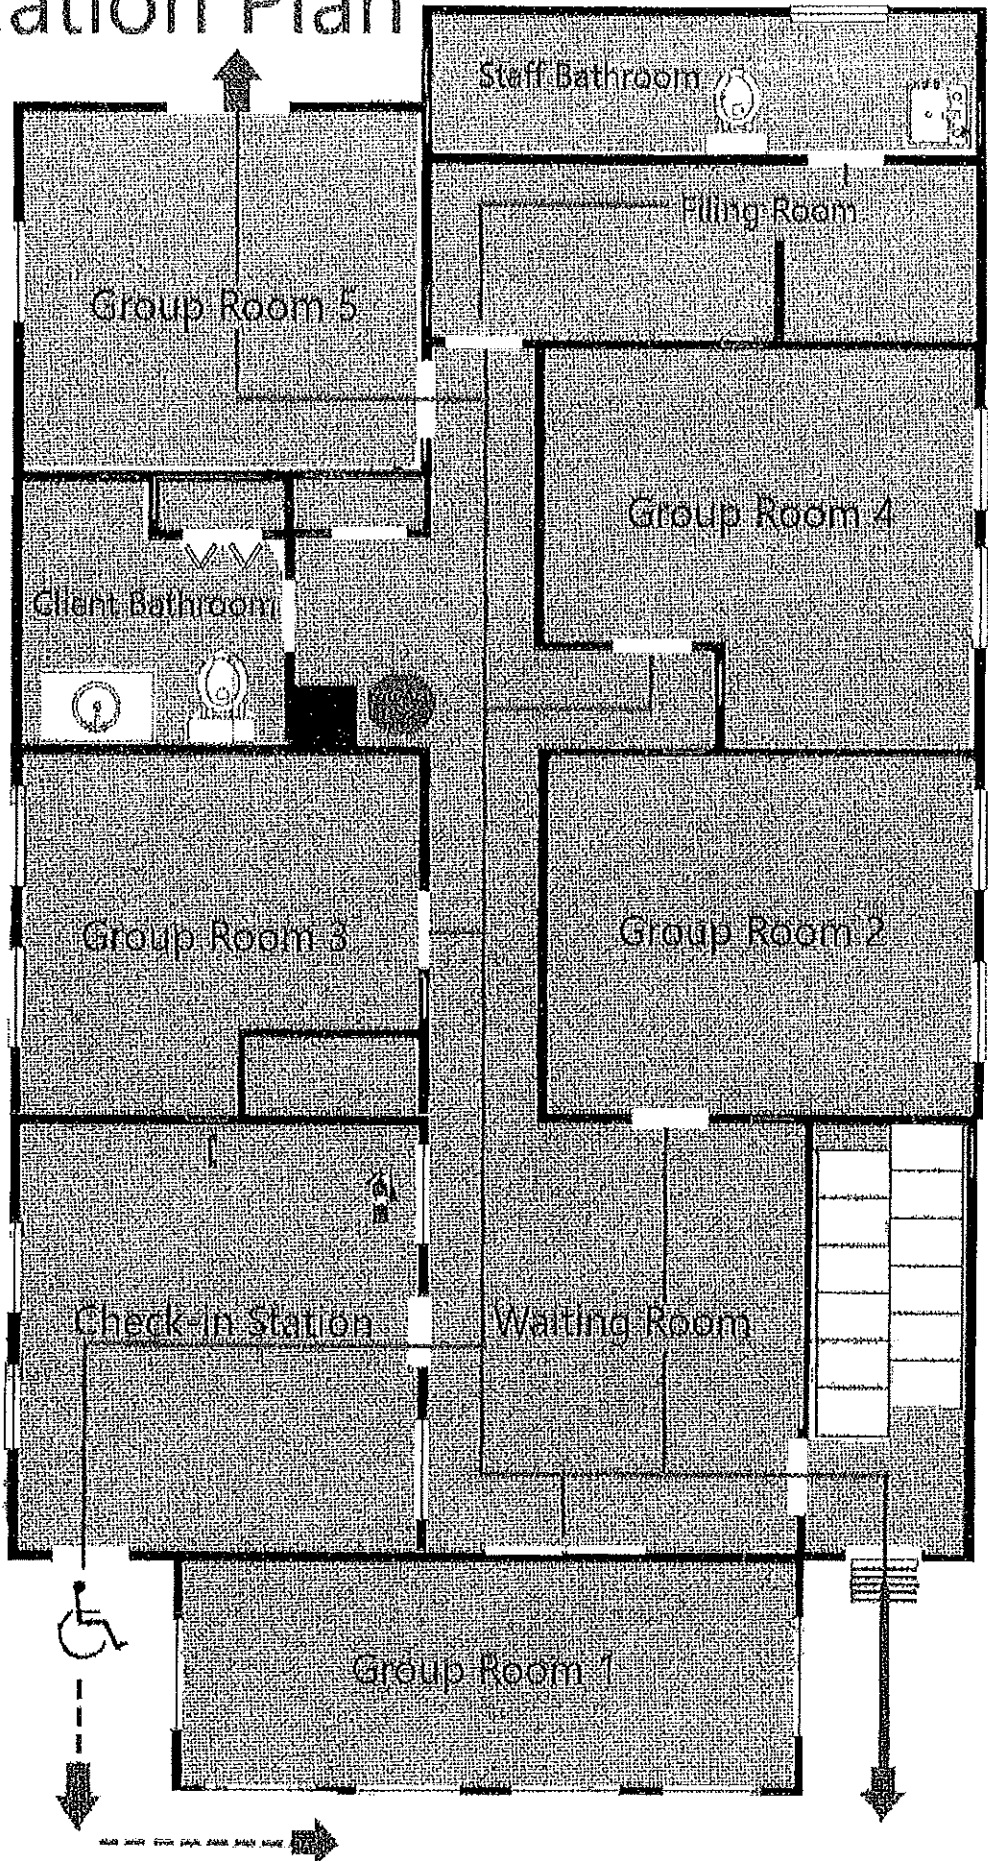 ation Plan
Staff Bathroom
Filing Room
Group Room 5
Group Room 4
Client Bathroom
Group Room 3
Group Room 2
Check-in Station
Waiting Room
Group Room 1